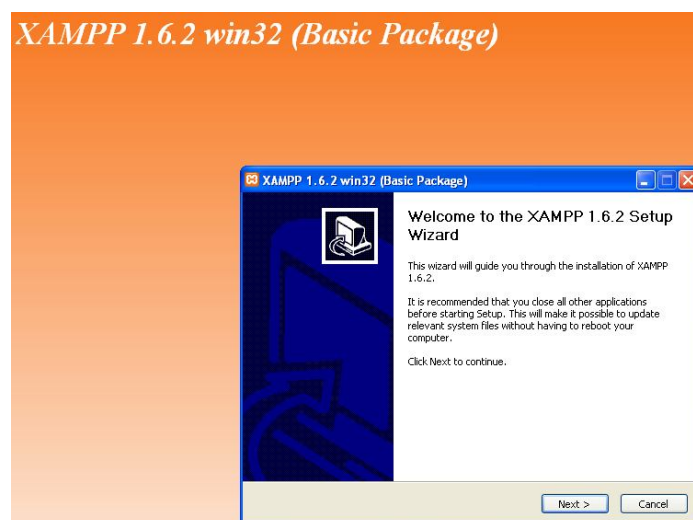 XAMPP 1.6.2 win32 (Basic Package)
XAMPP 1.6.2 win32 (Basic Package)
Welcome to the XAMPP 1.6.2 Setup
Wizard
This wizard will guide you through the installation of XAMPP
1.6.2.
It is recommended that you close all other applications
before starting Setup. This will make it possible to update
relevant system files without having to reboot your
computer.
Click Next to continue.
Next >
Cancel